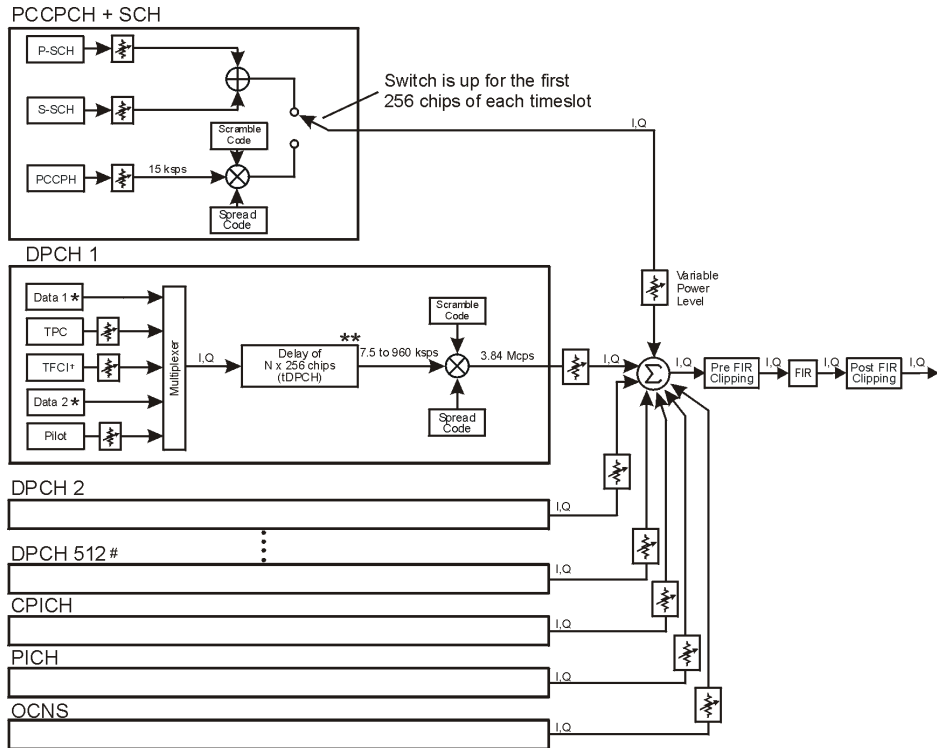 PCCPCH + SCH
P-SCH
S-SCH
PCCPH
15 ksps
Scramble
Code
Spread
Code
Switch is up for the first
256 chips of each timeslot
I,Q
Variable
Power
Level
DPCH 1
Data 1*
TPC
TFCI†
Data 2*
Pilot
Multiplexer
I,Q
Delay of
N x 256 chips
(tDPCH)
**
7.5 to 960 ksps
Scramble
Code
Spread
Code
3.84 Mcps
I,Q
Σ
I,Q
Pre FIR
Clipping
I,Q
FIR
I,Q
Post FIR
Clipping
I,Q
DPCH 2
I,Q
DPCH 512#
I,Q
CPICH
I,Q
PICH
I,Q
OCNS
I,Q